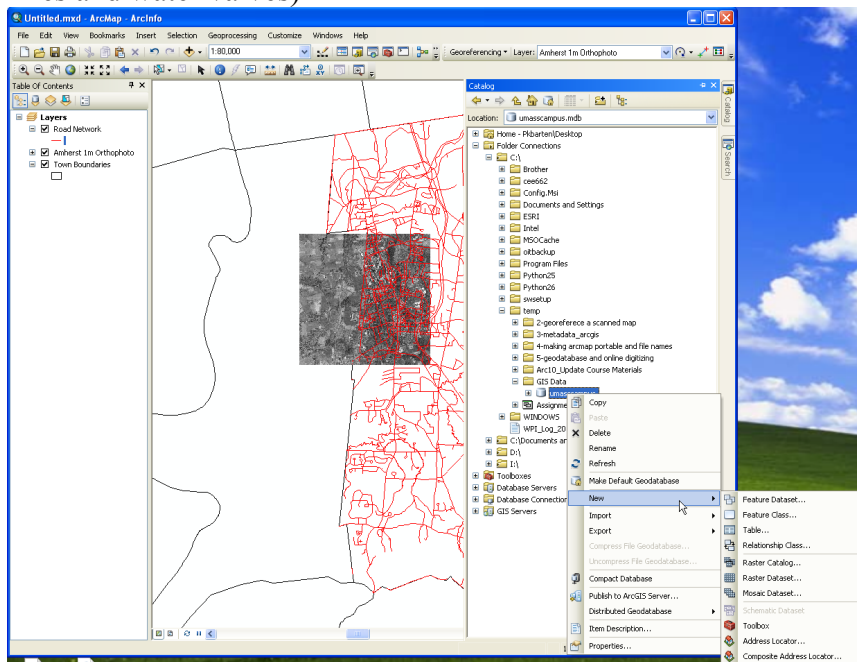 Untitled.mxd - ArcMap - ArcInfo
File Edit View Bookmarks Insert Selection Geoprocessing Customize Windows Help
1:80,000 Georeferencing Layer: Amherst 1m Orthophoto
Table Of Contents
Layers
Road Network
Amherst 1m Orthophoto
Town Boundaries
Catalog
Location: umasscampus.mdb
Home - Pkbarten\Desktop
Folder Connections
C:\
Brother
cee662
Config.Msi
Documents and Settings
ESRI
Intel
MSOCache
oitbackup
Program Files
Python25
Python26
swsetup
temp
2-georeferece a scanned map
3-metadata_arcgis
4-making arcmap portable and file names
5-geodatabase and online digitizing
Arc10_Update Course Materials
GIS Data
umasscampus
Assignme
WINDOWS
WPI_Log_20
C:\Documents an
D:\
I:\
Toolboxes
Database Servers
Database Connection
GIS Servers
Catalog
Search
Copy
Paste
Delete
Rename
Refresh
Make Default Geodatabase
New
Import
Export
Compress File Geodatabase...
Uncompress File Geodatabase...
Compact Database
Publish to ArcGIS Server...
Distributed Geodatabase
Item Description...
Properties...
Feature Dataset...
Feature Class...
Table...
Relationship Class...
Raster Catalog...
Raster Dataset...
Mosaic Dataset...
Schematic Dataset
Toolbox
Address Locator...
Composite Address Locator...